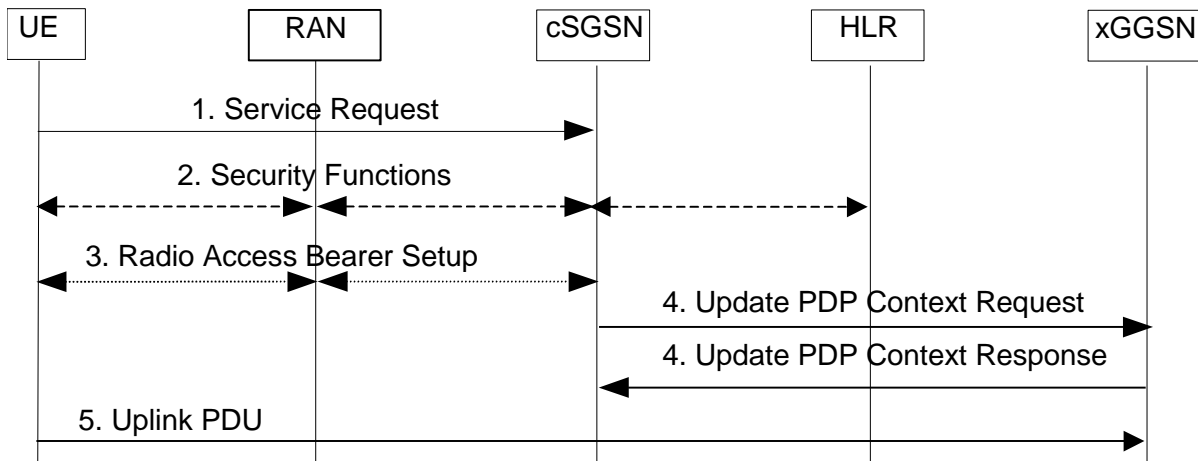 UE
RAN
cSGSN
HLR
xGGSN
1. Service Request
2. Security Functions
3. Radio Access Bearer Setup
4. Update PDP Context Request
4. Update PDP Context Response
5. Uplink PDU